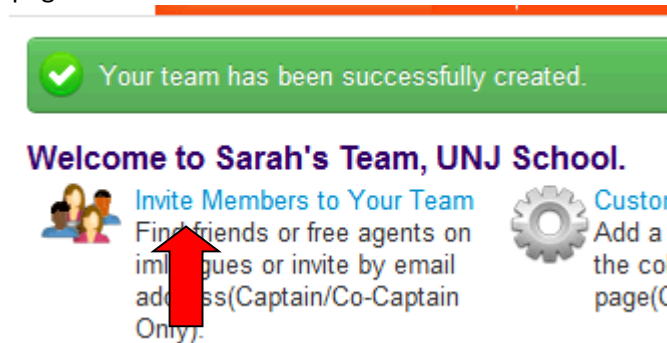 Your team has been successfully created.
Welcome to Sarah's Team, UNJ School.
Invite Members to Your Team
Find friends or free agents on
or invite by email
(Captain/Co-Captain
Only).
Add a
the